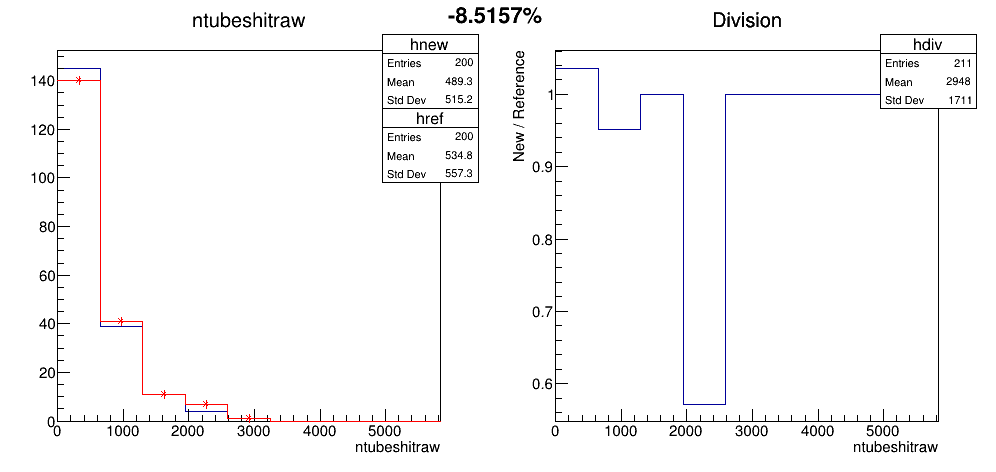 -8.5157%
ntubeshitraw
hnew
Entries 200
Mean 489.3
Std Dev 515.2
href
Entries 200
Mean 534.8
Std Dev 557.3
140
120
100
80
60
40
20
0
0 1000 2000 3000 4000 5000
ntubeshitraw
Division
hdiv
Entries 211
Mean 2948
Std Dev 1711
New / Reference
1
0.9
0.8
0.7
0.6
0 1000 2000 3000 4000 5000
ntubeshitraw